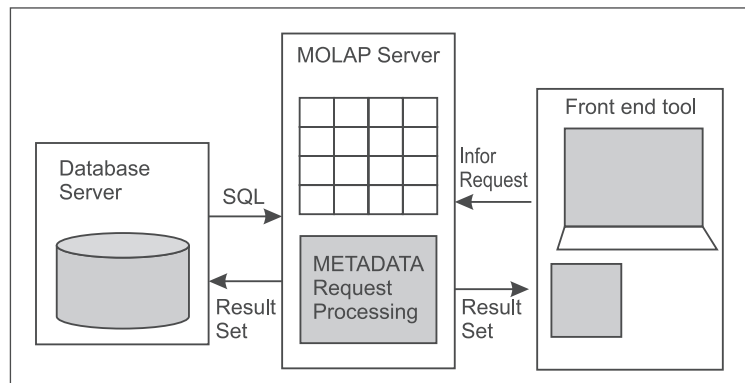 MOLAP Server
Front end tool
Database
Server
Infor
Request
SQL
METADATA
Request
Processing
Result
Set
Result
Set